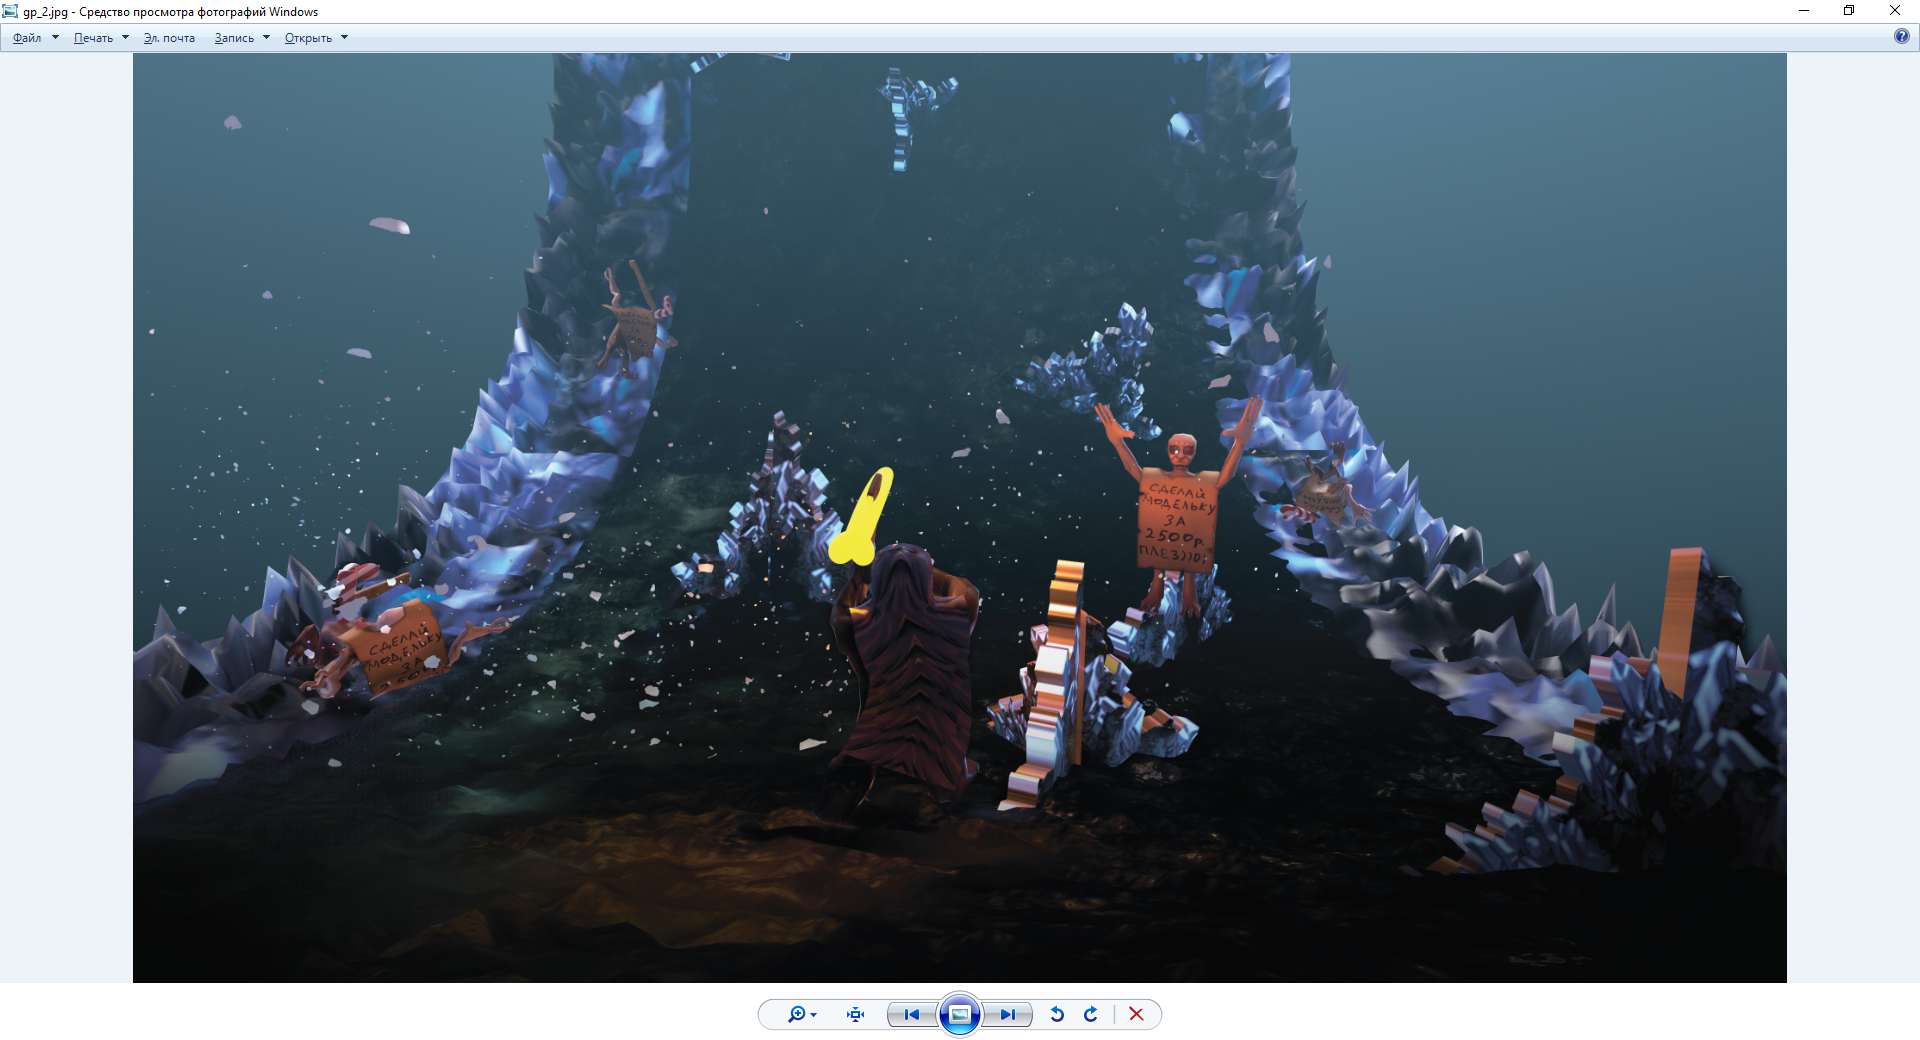 gp_2.jpg - Средство просмотра фотографий Windows
Файл Печать Эл. почта Запись Открыть
СДЕЛАЙ
МОДЕЛЬКУ
ЗА
2500р.
ПЛЕЗ)))0;
СДЕЛАЙ
МОДЕЛЬКУ
ЗА